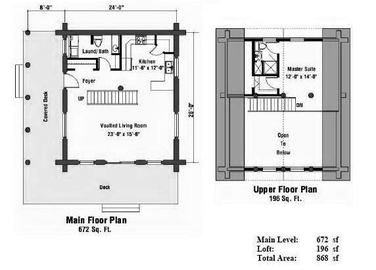 8'-0"
24'-0"
Laund/Bath
Kitchen
11'-6" x 12'-0"
Foyer
UP
Covered Deck
28'-0"
Vaulted Living Room
23'-0" x 15'-0"
Deck
Main Floor Plan
672 Sq. Ft.
Master Suite
12'-0" x 14'-0"
DN
Open
To
Below
Upper Floor Plan
196 Sq. Ft.
Main Level: 672 sf
Loft: 196 sf
Total Area: 868 sf